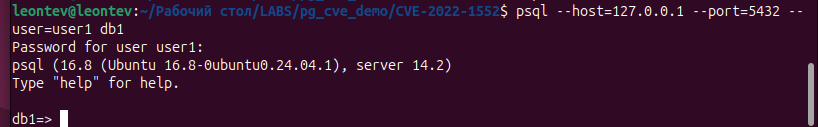 leontev@leontev:~/Рабочий стол/LABS/pg_cve_demo/CVE-2022-1552$ psql --host=127.0.0.1 --port=5432 --
user=user1 db1
Password for user user1:
psql (16.8 (Ubuntu 16.8-0ubuntu0.24.04.1), server 14.2)
Type "help" for help.
db1=>